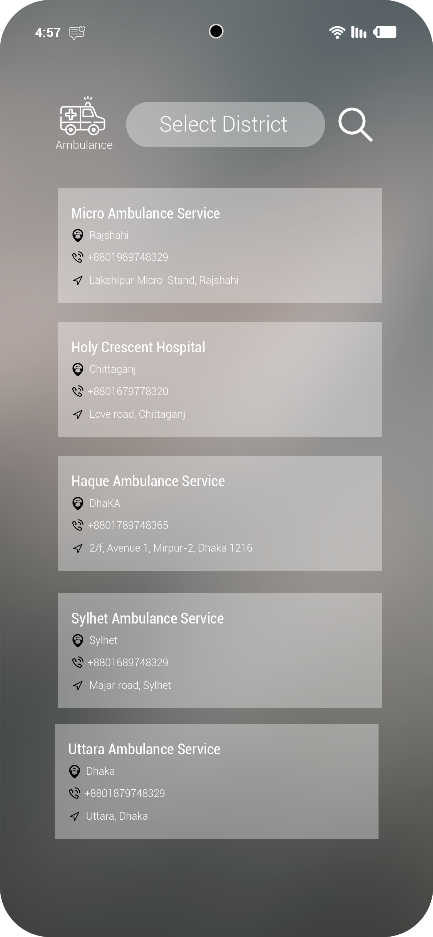 4:57
Select District
Ambulance
Micro Ambulance Service
Rajshahi
+8801969748329
Lakshipur Micro Stand, Rajshahi
Holy Crescent Hospital
Chittaganj
+8801679778320
Love road, Chittaganj
Haque Ambulance Service
DhaKA
+8801789748365
2/f, Avenue 1, Mirpur-2, Dhaka 1216
Sylhet Ambulance Service
Sylhet
+8801689748329
Majar road, Sylhet
Uttara Ambulance Service
Dhaka
+8801879748329
Uttara, Dhaka